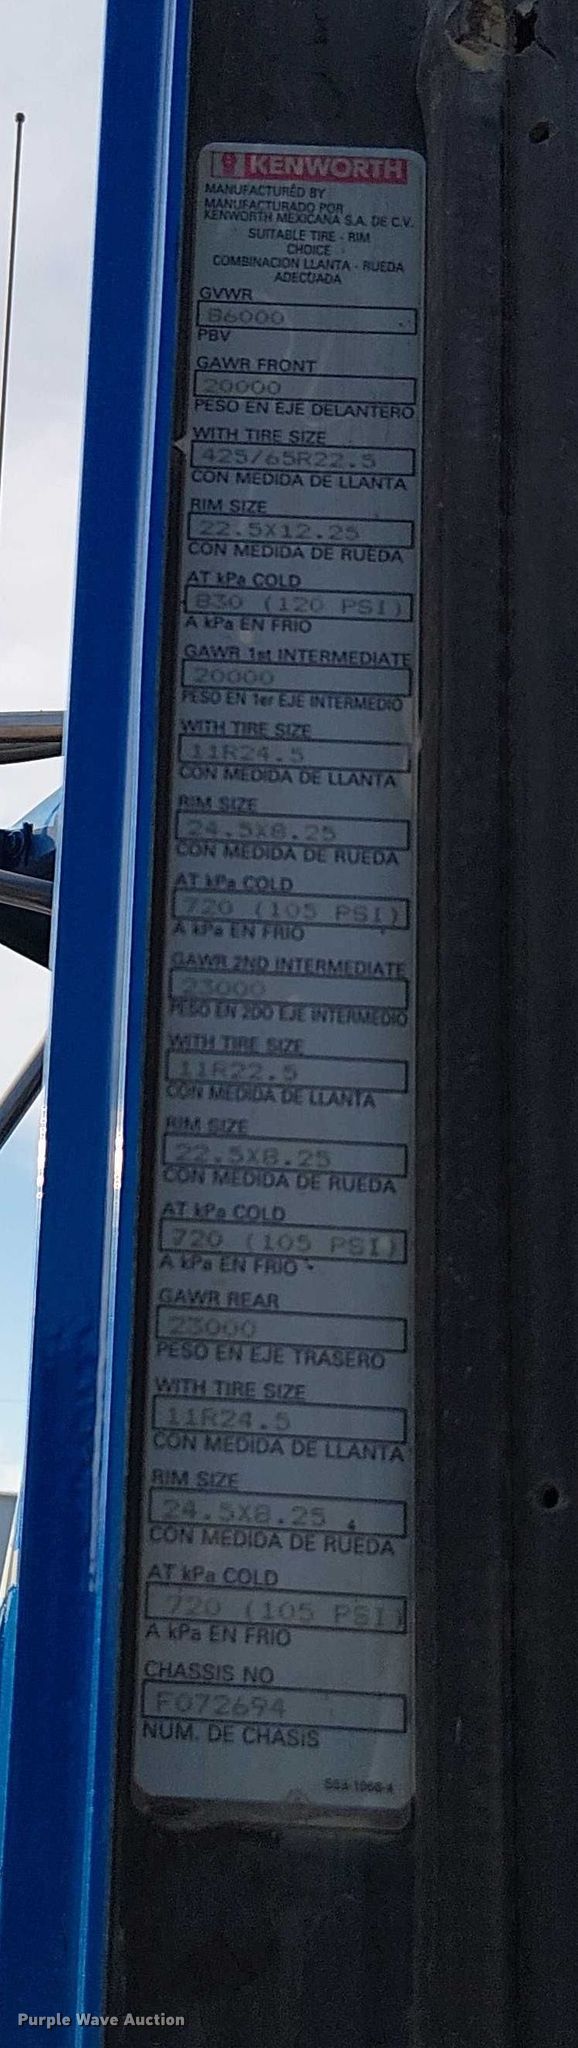 KENWORTH
MANUFACTURED BY
MANUFACTURADO POR
KENWORTH MEXICANA S.A. DE C.V.
SUITABLE TIRE - RIM
CHOICE
COMBINACION LLANTA - RUEDA
ADECUADA
GVWR
86000
PBV
GAWR FRONT
20000
PESO EN EJE DELANTERO
WITH TIRE SIZE
425/65R22.5
CON MEDIDA DE LLANTA
RIM SIZE
22.5X12.25
CON MEDIDA DE RUEDA
AT kPa COLD
830 (120 PSI)
A kPa EN FRIO
GAWR 1st INTERMEDIATE
20000
PESO EN 1er EJE INTERMEDIO
WITH TIRE SIZE
11R24.5
CON MEDIDA DE LLANTA
RIM SIZE
24.5X8.25
CON MEDIDA DE RUEDA
AT kPa COLD
720 (105 PSI)
A kPa EN FRIO
GAWR 2ND INTERMEDIATE
23000
PESO EN 2DO EJE INTERMEDIO
WITH TIRE SIZE
11R22.5
CON MEDIDA DE LLANTA
RIM SIZE
22.5X8.25
CON MEDIDA DE RUEDA
AT kPa COLD
720 (105 PSI)
A kPa EN FRIO
GAWR REAR
23000
PESO EN EJE TRASERO
WITH TIRE SIZE
11R24.5
CON MEDIDA DE LLANTA
RIM SIZE
24.5X8.25
CON MEDIDA DE RUEDA
AT kPa COLD
720 (105 PSI)
A kPa EN FRIO
CHASSIS NO
F072694
NUM. DE CHASIS
Purple Wave Auction